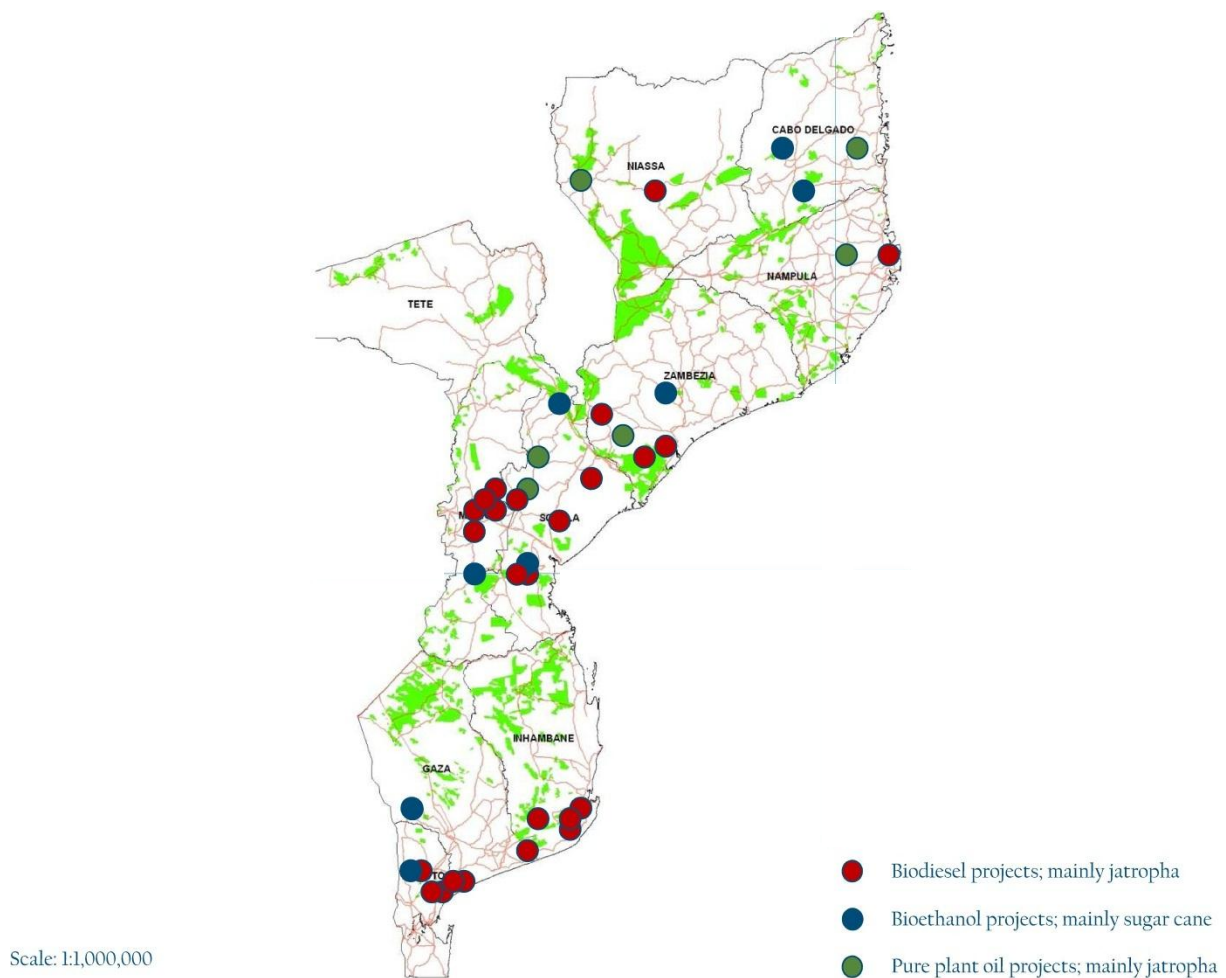 CABO DELGADO
NIASSA
NAMPULA
TETE
ZAMBEZIA
INHAMBANE
GAZA
Biodiesel projects; mainly jatropha
Bioethanol projects; mainly sugar cane
Scale: 1:1,000,000
Pure plant oil projects; mainly jatropha